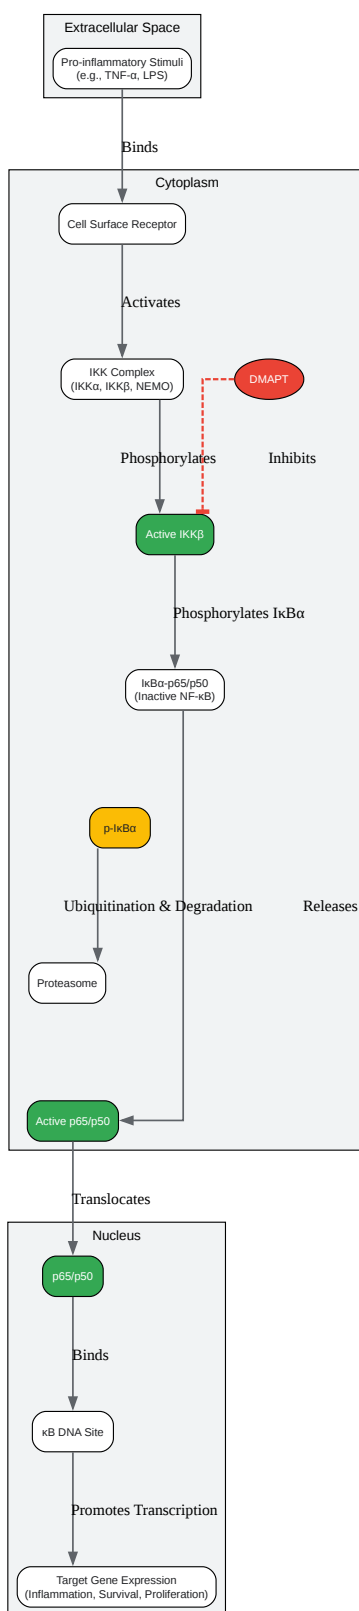 Extracellular Space
Pro-inflammatory Stimuli
(e.g., TNF-α, LPS)
Binds
Cytoplasm
Cell Surface Receptor
Activates
IKK Complex
(IKKα, IKKβ, NEMO)
DMAPT
Phosphorylates
Inhibits
Active IKKβ
Phosphorylates IκBα
IκBα-p65/p50
(Inactive NF-κB)
p-IκBα
Ubiquitination & Degradation
Releases
Proteasome
Active p65/p50
Translocates
Nucleus
p65/p50
Binds
κB DNA Site
Promotes Transcription
Target Gene Expression
(Inflammation, Survival, Proliferation)